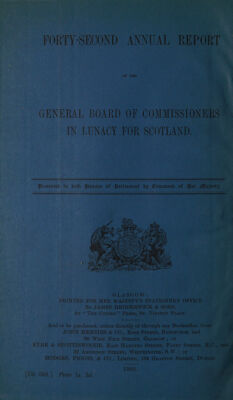 FORTY-SECOND ANNUAL REPORT
OF THE
GENERAL BOARD OF COMMISSIONERS
IN LUNACY FOR SCOTLAND.
Presented to both Houses of Parliament by Command of Her Majesty
GLASGOW:
PRINTED FOR HER MAJESTY'S STATIONERY OFFICE
By JAMES HEDDERWICK & SONS,
At "The Citizen" Press, St. Vincent Place.
And to be purchased, either directly or through any Bookseller, from
JOHN MENZIES & CO., Rose Street, Edinburgh, and
90 West Nile Street, Glasgow; or
EYRE & SPOTTISWOODE, East Harding Street, Fleet Street, E.C., and
32 Abingdon Street, Westminster, S.W.; or
HODGES, FIGGIS, & CO., Limited, 104 Grafton Street, Dublin
1900.
Price 1s.